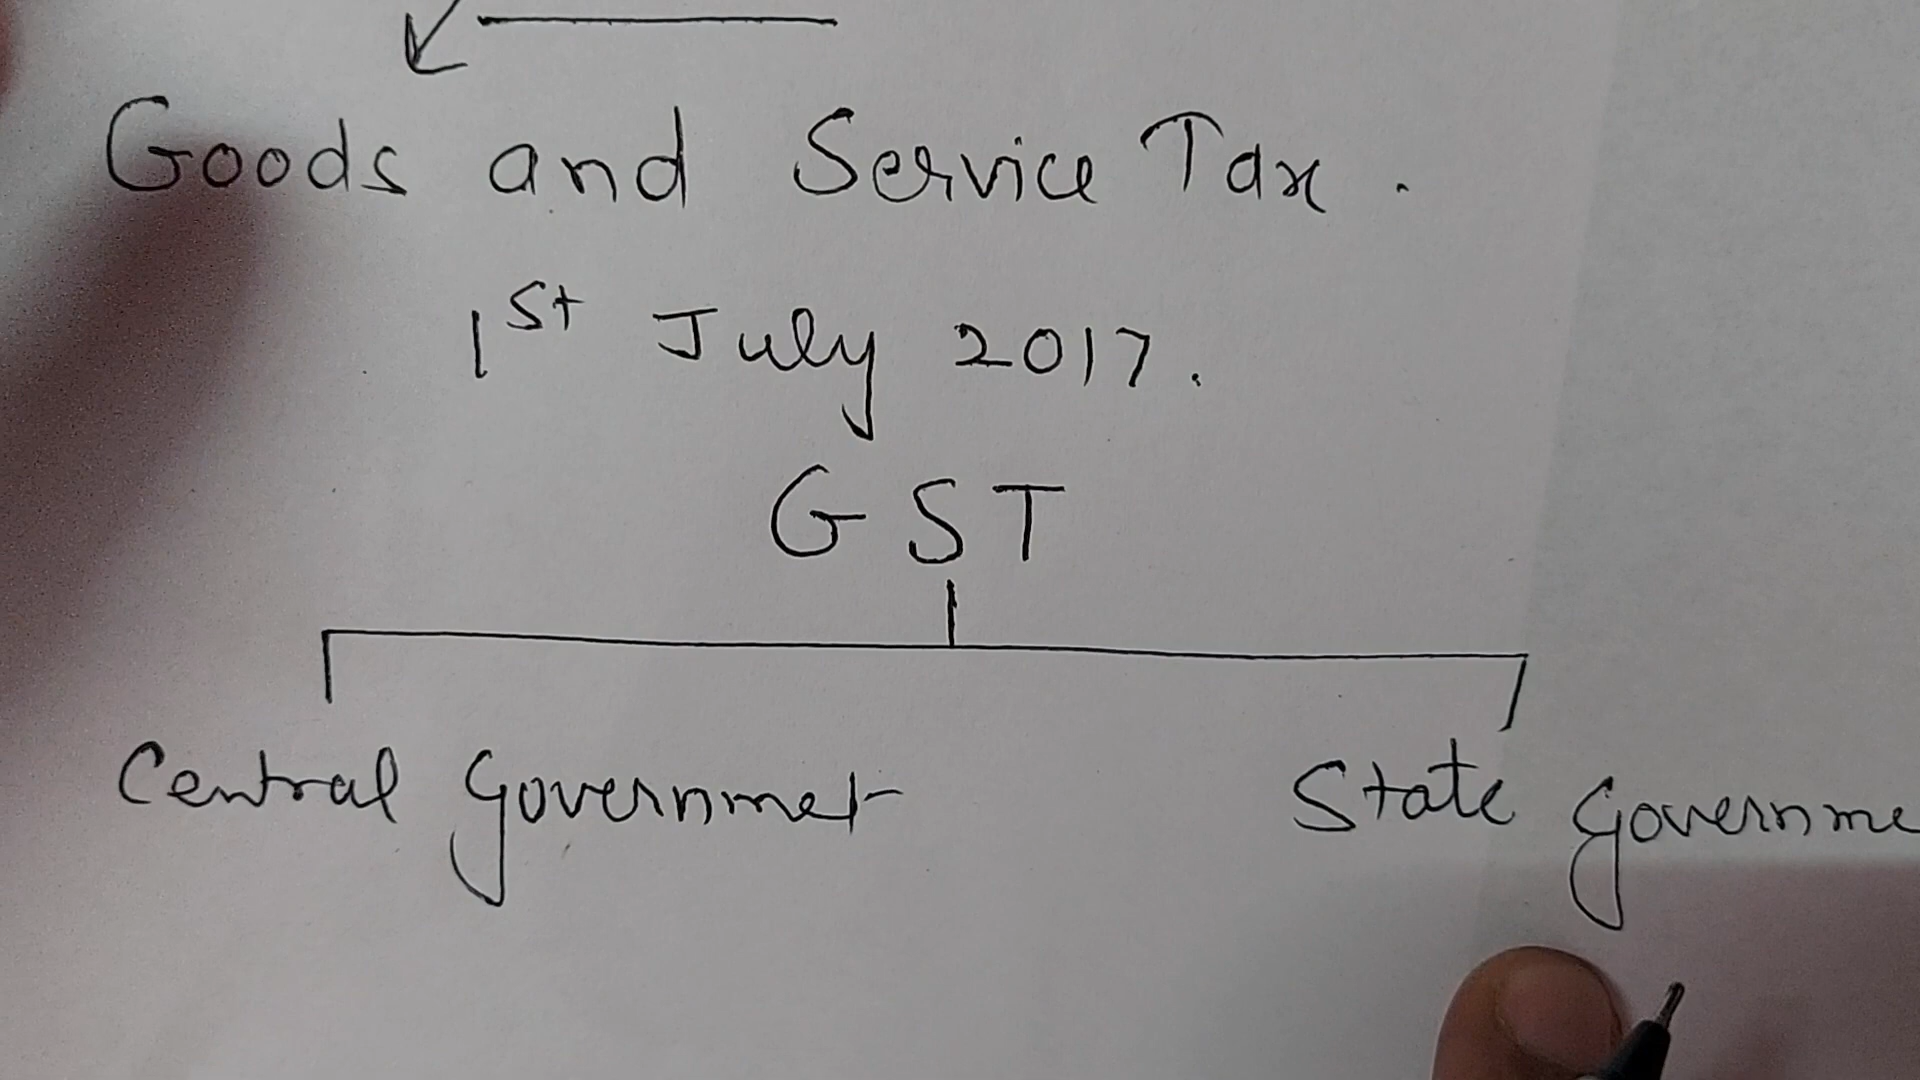 Goods and Service Tax.
1st July 2017.
GST
Central Governmet
State Governme